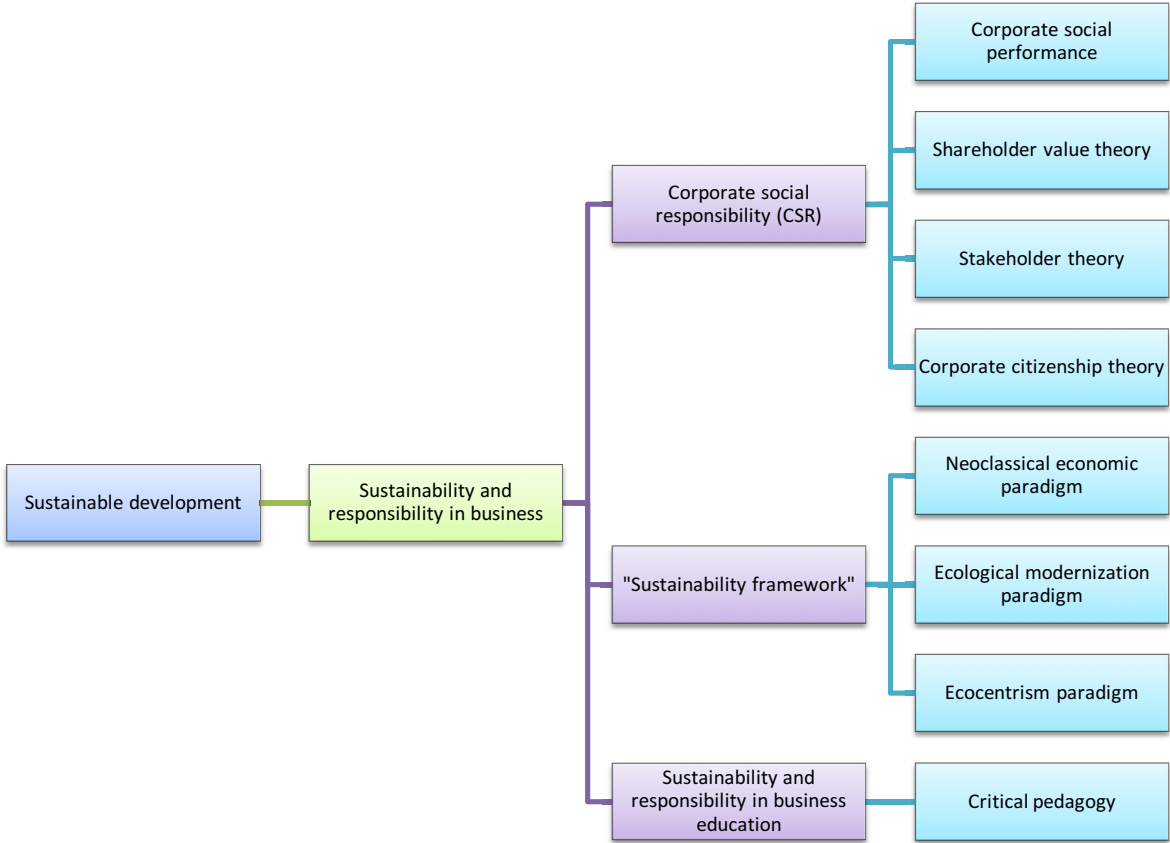 Corporate social
performance
Shareholder value theory
Corporate social
responsibility (CSR)
Stakeholder theory
Corporate citizenship theory
Sustainable development
Sustainability and
responsibility in business
Neoclassical economic
paradigm
"Sustainability framework"
Ecological modernization
paradigm
Ecocentrism paradigm
Sustainability and
responsibility in business
education
Critical pedagogy